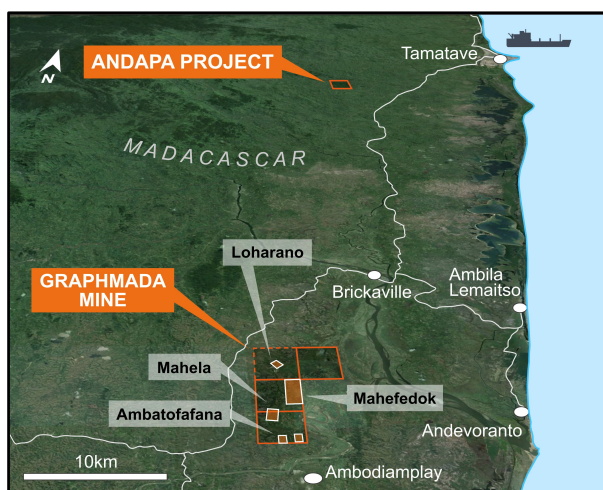 Tamatave
ANDAPA PROJECT
N
MADACASCAR
Loharano
GRAPHMADA
MINE
Brickaville
Ambila
Lemaitso
Mahela
Mahefedok
Ambatofafana
Andevoranto
10km
Ambodiamplay